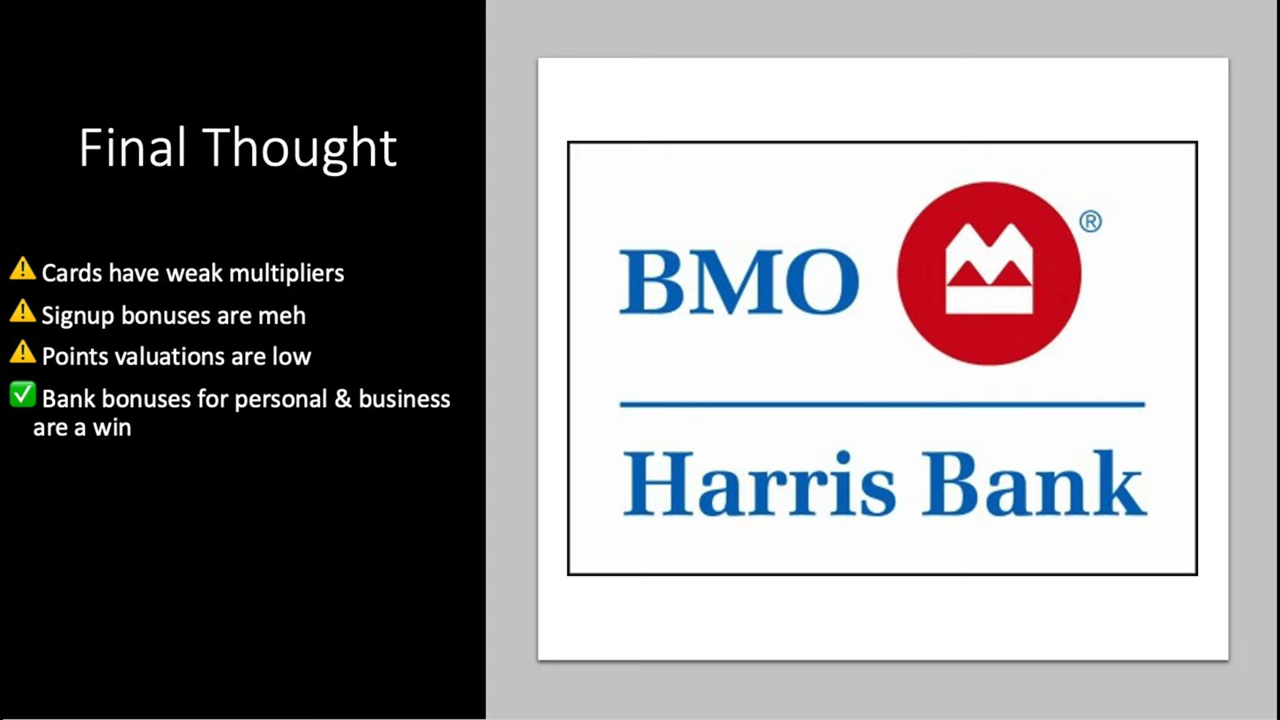 Final Thought
⚠️ Cards have weak multipliers
⚠️ Signup bonuses are meh
⚠️ Points valuations are low
✅ Bank bonuses for personal & business
are a win
BMO ®
Harris Bank